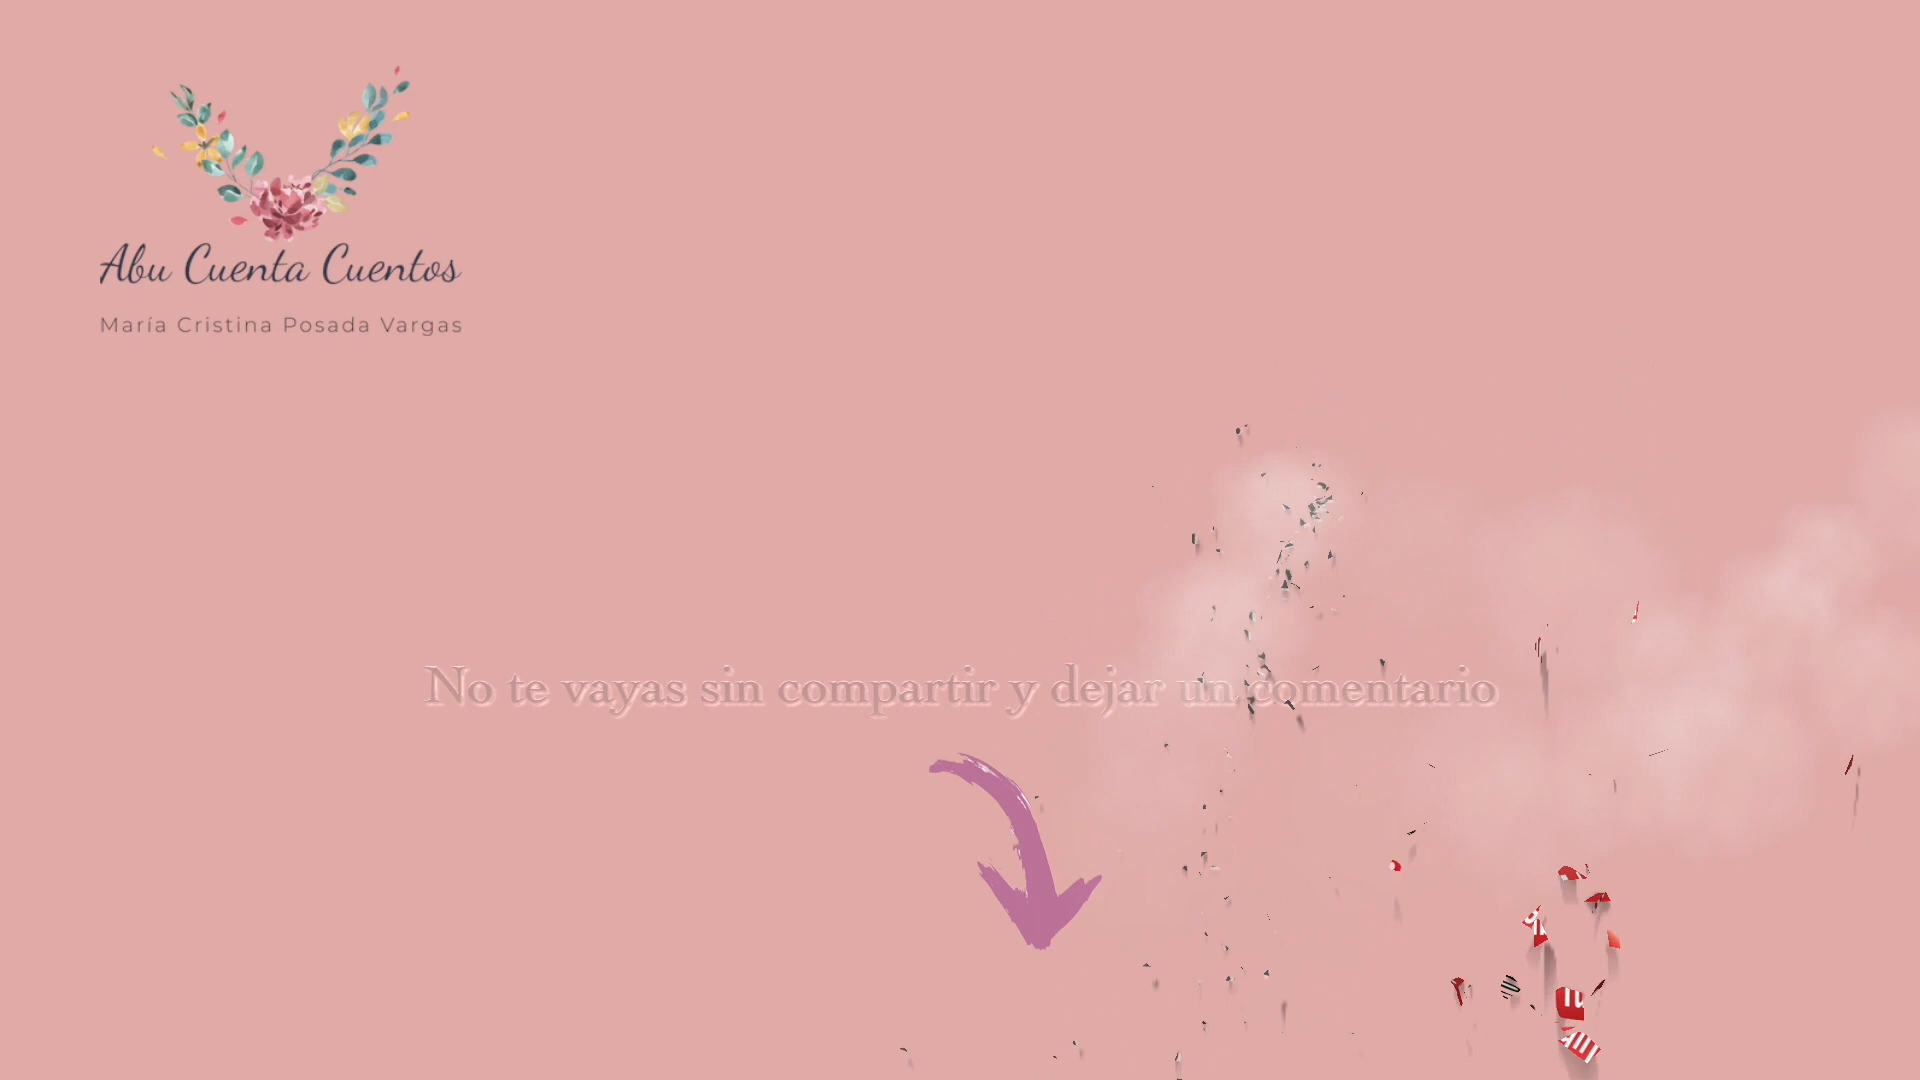 Abu Cuenta Cuentos
María Cristina Posada Vargas
No te vayas sin compartir y dejar un comentario